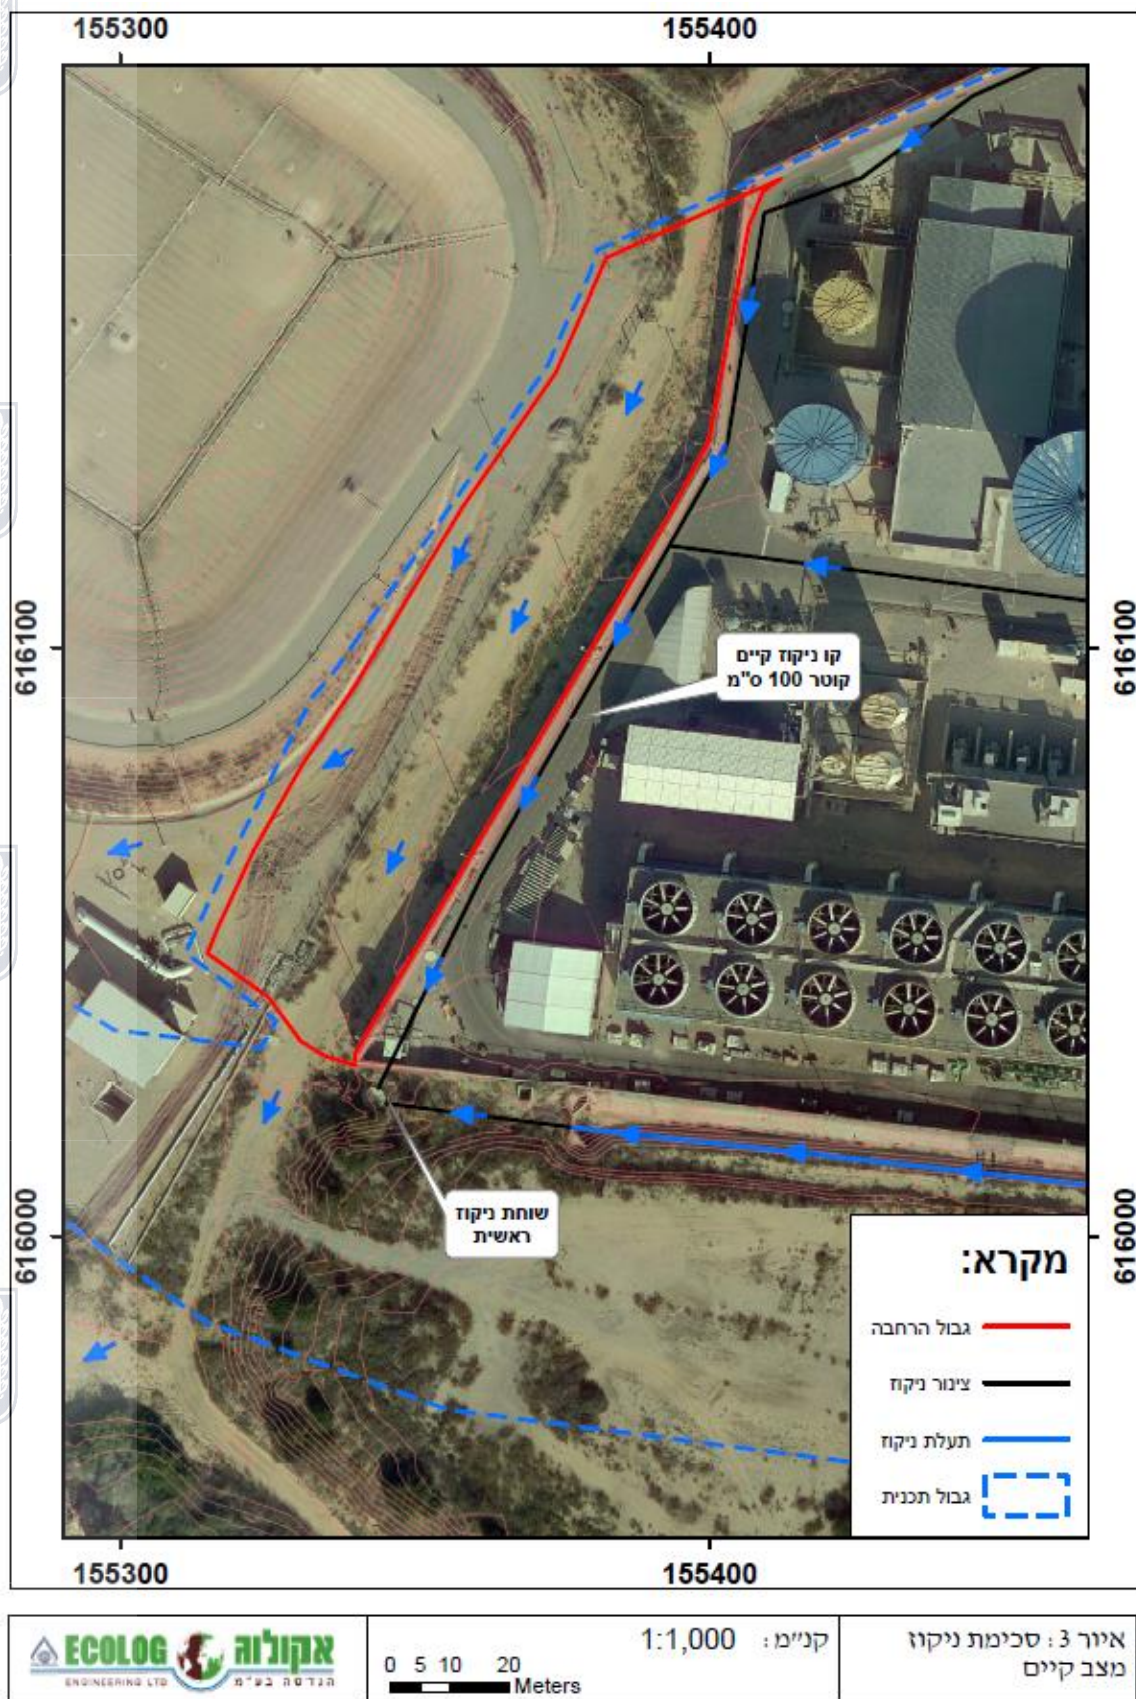 155300
155400
616100
616100
קו ניקוז קיים
קוטר 100 ס"מ
שוחת ניקוז
ראשית
616000
616000
מקרא:
גבול הרחבה
צינור ניקוז
תעלת ניקוז
גבול תכנית
155300
155400
איור 3: סכימת ניקוז
מצב קיים
קנ"מ: 1:1,000
0 5 10 20
Meters
ECOLOG
ENGINEERING LTD
אקולוג
הנדסה בע"מ